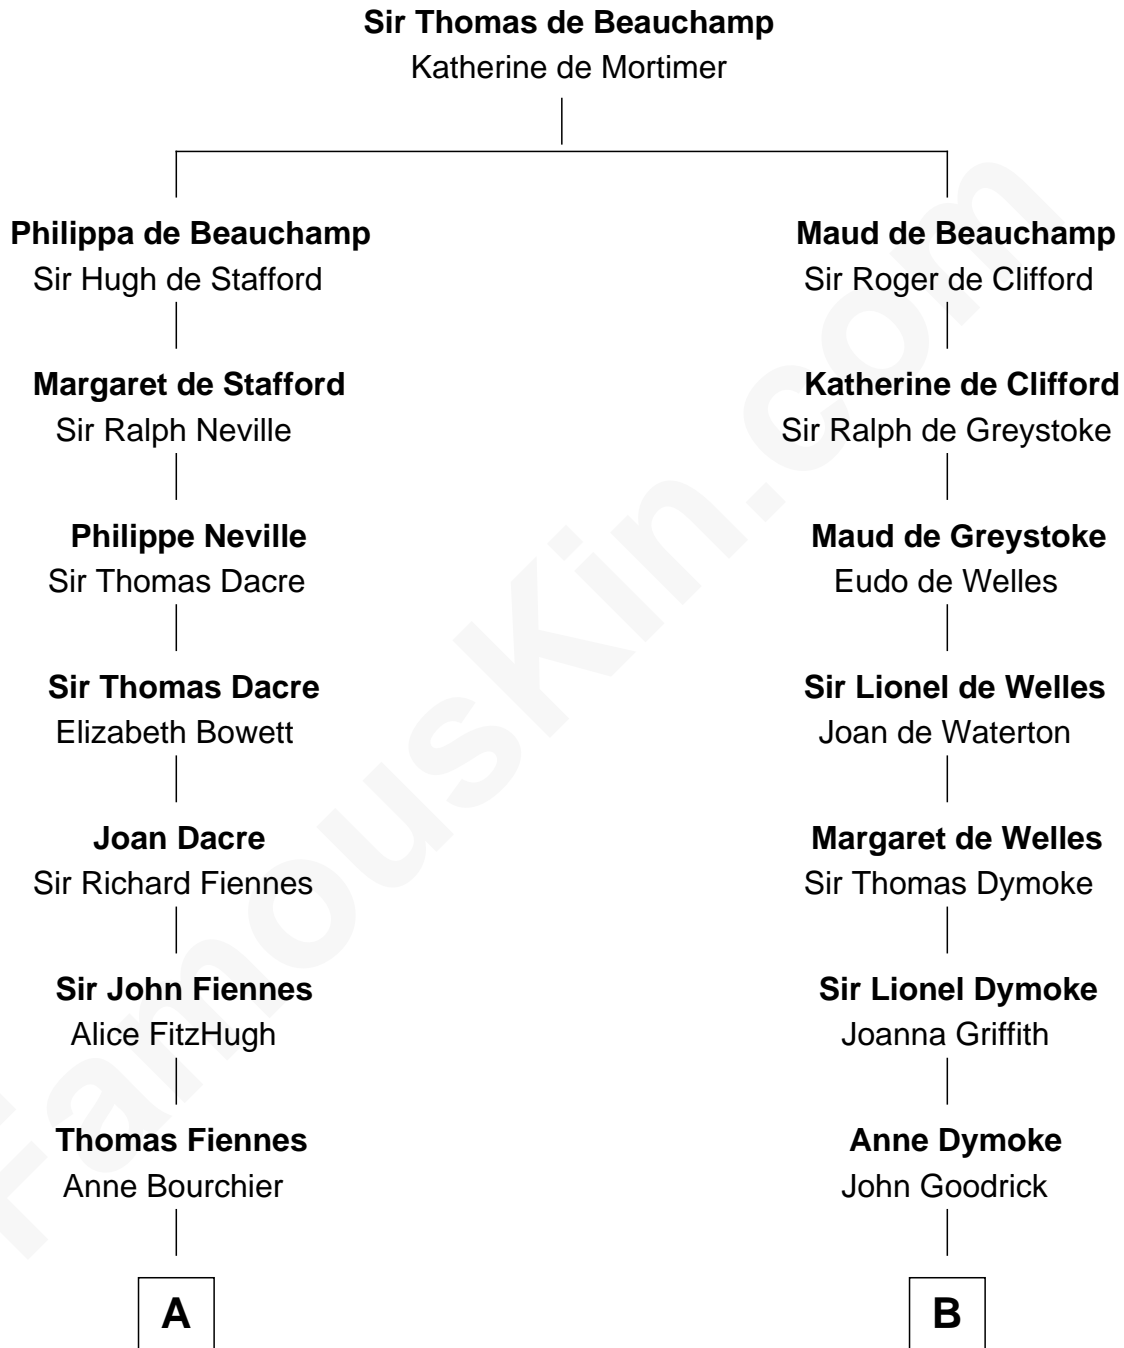 Sir Thomas de Beauchamp
Katherine de Mortimer
Philippa de Beauchamp
Sir Hugh de Stafford
Margaret de Stafford
Sir Ralph Neville
Philippe Neville
Sir Thomas Dacre
Sir Thomas Dacre
Elizabeth Bowett
Joan Dacre
Sir Richard Fiennes
Sir John Fiennes
Alice FitzHugh
Thomas Fiennes
Anne Bourchier
A
Maud de Beauchamp
Sir Roger de Clifford
Katherine de Clifford
Sir Ralph de Greystoke
Maud de Greystoke
Eudo de Welles
Sir Lionel de Welles
Joan de Waterton
Margaret de Welles
Sir Thomas Dymoke
Sir Lionel Dymoke
Joanna Griffith
Anne Dymoke
John Goodrick
B
FamousKin.com